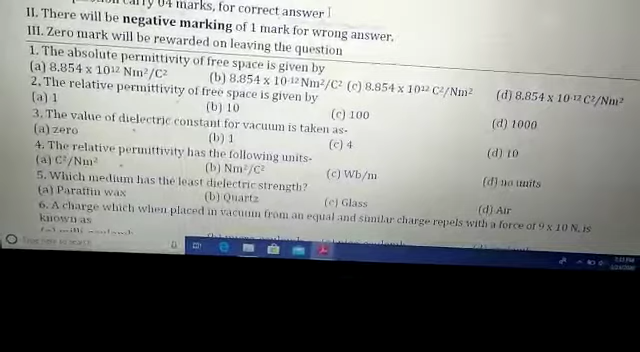 carry 04 marks, for correct answer
II. There will be negative marking of 1 mark for wrong answer.
III. Zero mark will be rewarded on leaving the question
1. The absolute permittivity of free space is given by
(a) 8.854 x 10¹² Nm²/C² (b) 8.854 x 10-12 Nm²/C² (c) 8.854 x 10¹² C²/Nm² (d) 8.854 x 10-12 C²/Nm²
2. The relative permittivity of free space is given by
(a) 1 (b) 10 (c) 100 (d) 1000
3. The value of dielectric constant for vacuum is taken as-
(a) zero (b) 1 (c) 4 (d) 10
4. The relative permittivity has the following units-
(a) C²/Nm² (b) Nm²/C² (c) Wb/m (d) no units
5. Which medium has the least dielectric strength?
(a) Paraffin wax (b) Quartz (c) Glass (d) Air
6. A charge which when placed in vacuum from an equal and similar charge repels with a force of 9 x 10 N, is
known as
Type here to search